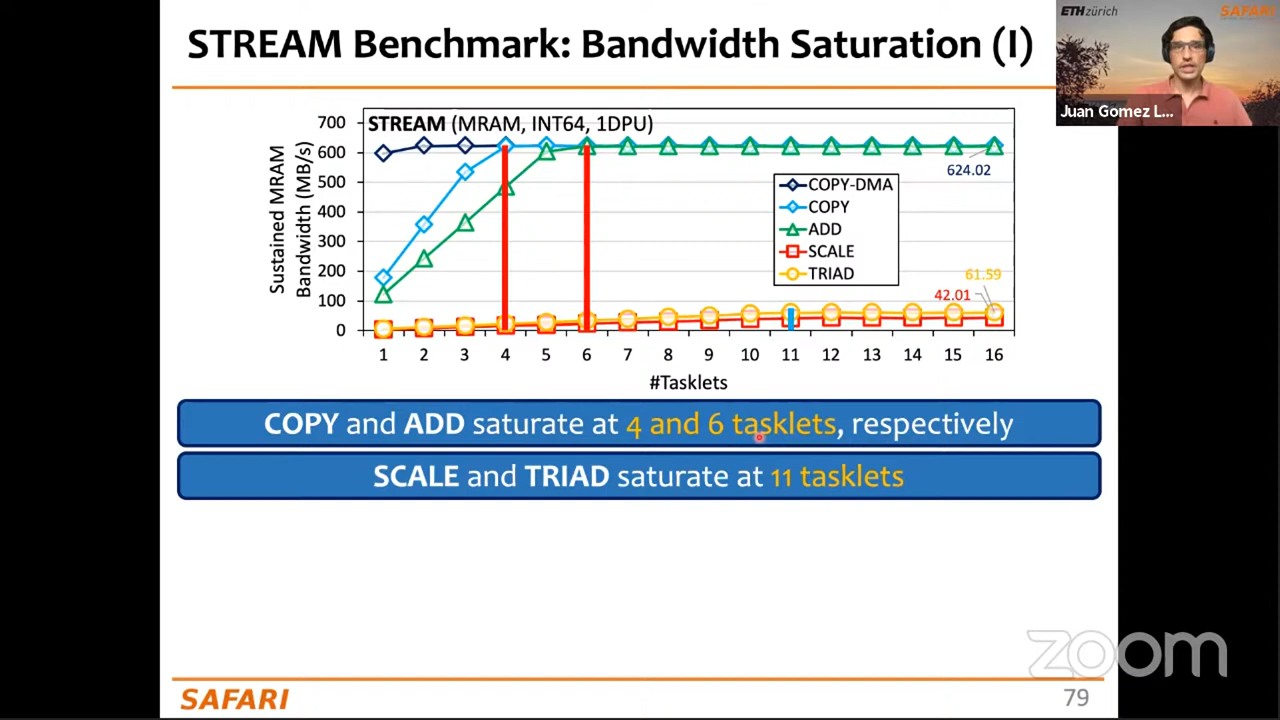 STREAM Benchmark: Bandwidth Saturation (I)
ETH zürich
SAFARI
Juan Gomez L...
STREAM (MRAM, INT64, 1DPU)
Sustained MRAM
Bandwidth (MB/s)
700
600
500
400
300
200
100
0
624.02
COPY-DMA
COPY
ADD
SCALE
TRIAD
61.59
42.01
1 2 3 4 5 6 7 8 9 10 11 12 13 14 15 16
#Tasklets
COPY and ADD saturate at 4 and 6 tasklets, respectively
SCALE and TRIAD saturate at 11 tasklets
zoom
SAFARI
79